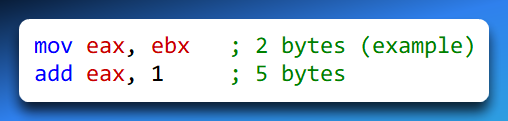 mov eax, ebx   ; 2 bytes (example)
add eax, 1     ; 5 bytes